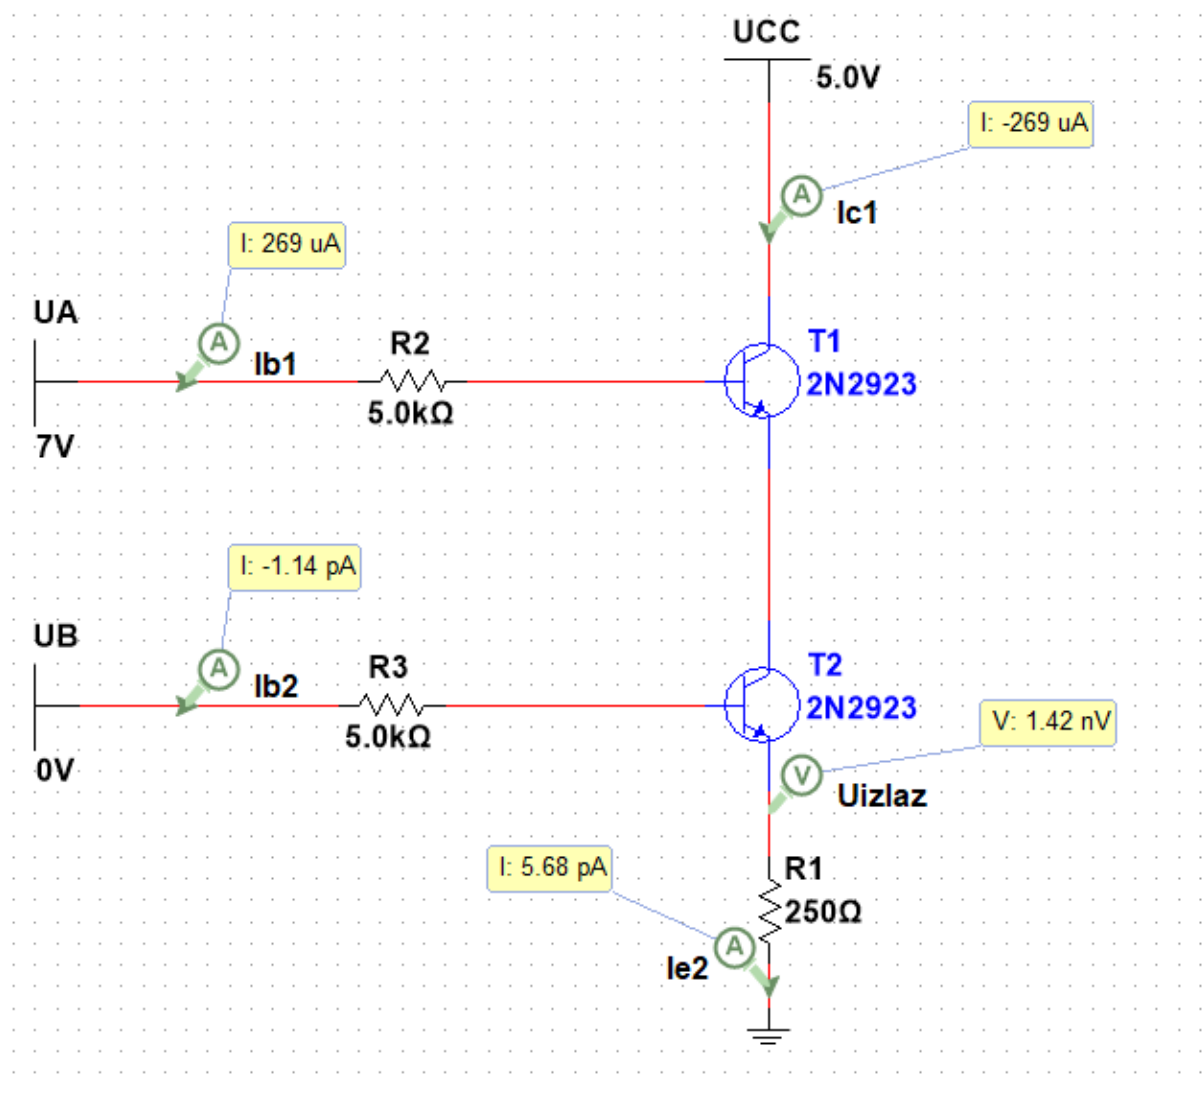 UCC
5.0V
I: -269 uA
A
Ic1
I: 269 uA
UA
A
Ib1
R2
5.0kΩ
7V
T1
2N2923
I: -1.14 pA
UB
A
Ib2
R3
5.0kΩ
0V
T2
2N2923
V: 1.42 nV
V
Uizlaz
I: 5.68 pA
R1
250Ω
A
Ie2